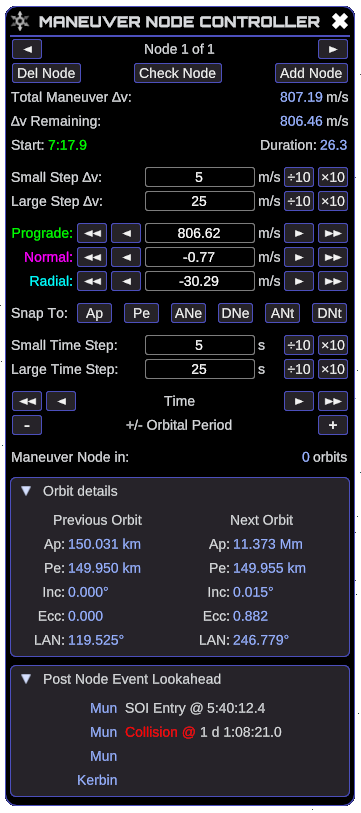 MANEUVER NODE CONTROLLER ✖
◄ Node 1 of 1 ►
Del Node Check Node Add Node
Total Maneuver Δv: 807.19 m/s
Δv Remaining: 806.46 m/s
Start: 7:17.9 Duration: 26.3
Small Step Δv: 5 m/s ÷10 ×10
Large Step Δv: 25 m/s ÷10 ×10
Prograde: ◄◄ ◄ 806.62 ► ►►
Normal: ◄◄ ◄ -0.77 m/s ► ►►
Radial: ◄◄ ◄ -30.29 m/s ► ►►
Snap To: Ap Pe ANe DNe ANt DNt
Small Time Step: 5 s ÷10 ×10
Large Time Step: 25 s ÷10 ×10
◄◄ ◄ Time ► ►►
- +/- Orbital Period +
Maneuver Node in: 0 orbits
▼ Orbit details
Previous Orbit Next Orbit
Ap: 150.031 km Ap: 11.373 Mm
Pe: 149.950 km Pe: 149.955 km
Inc: 0.000° Inc: 0.015°
Ecc: 0.000 Ecc: 0.882
LAN: 119.525° LAN: 246.779°
▼ Post Node Event Lookahead
Mun SOI Entry @ 5:40:12.4
Mun Collision @ 1 d 1:08:21.0
Mun
Kerbin